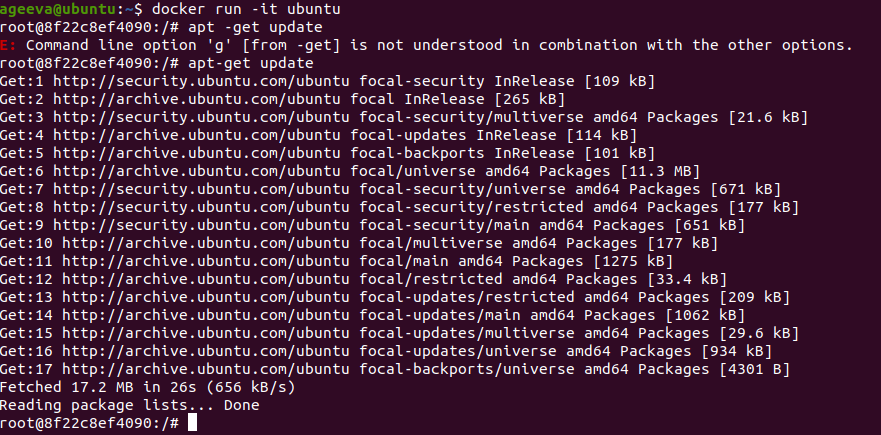 ageeva@ubuntu:~$ docker run -it ubuntu
root@8f22c8ef4090:/# apt -get update
E: Command line option 'g' [from -get] is not understood in combination with the other options.
root@8f22c8ef4090:/# apt-get update
Get:1 http://security.ubuntu.com/ubuntu focal-security InRelease [109 kB]
Get:2 http://archive.ubuntu.com/ubuntu focal InRelease [265 kB]
Get:3 http://security.ubuntu.com/ubuntu focal-security/multiverse amd64 Packages [21.6 kB]
Get:4 http://archive.ubuntu.com/ubuntu focal-updates InRelease [114 kB]
Get:5 http://archive.ubuntu.com/ubuntu focal-backports InRelease [101 kB]
Get:6 http://archive.ubuntu.com/ubuntu focal/universe amd64 Packages [11.3 MB]
Get:7 http://security.ubuntu.com/ubuntu focal-security/universe amd64 Packages [671 kB]
Get:8 http://security.ubuntu.com/ubuntu focal-security/restricted amd64 Packages [177 kB]
Get:9 http://security.ubuntu.com/ubuntu focal-security/main amd64 Packages [651 kB]
Get:10 http://archive.ubuntu.com/ubuntu focal/multiverse amd64 Packages [177 kB]
Get:11 http://archive.ubuntu.com/ubuntu focal/main amd64 Packages [1275 kB]
Get:12 http://archive.ubuntu.com/ubuntu focal/restricted amd64 Packages [33.4 kB]
Get:13 http://archive.ubuntu.com/ubuntu focal-updates/restricted amd64 Packages [209 kB]
Get:14 http://archive.ubuntu.com/ubuntu focal-updates/main amd64 Packages [1062 kB]
Get:15 http://archive.ubuntu.com/ubuntu focal-updates/multiverse amd64 Packages [29.6 kB]
Get:16 http://archive.ubuntu.com/ubuntu focal-updates/universe amd64 Packages [934 kB]
Get:17 http://archive.ubuntu.com/ubuntu focal-backports/universe amd64 Packages [4301 B]
Fetched 17.2 MB in 26s (656 kB/s)
Reading package lists... Done
root@8f22c8ef4090:/#